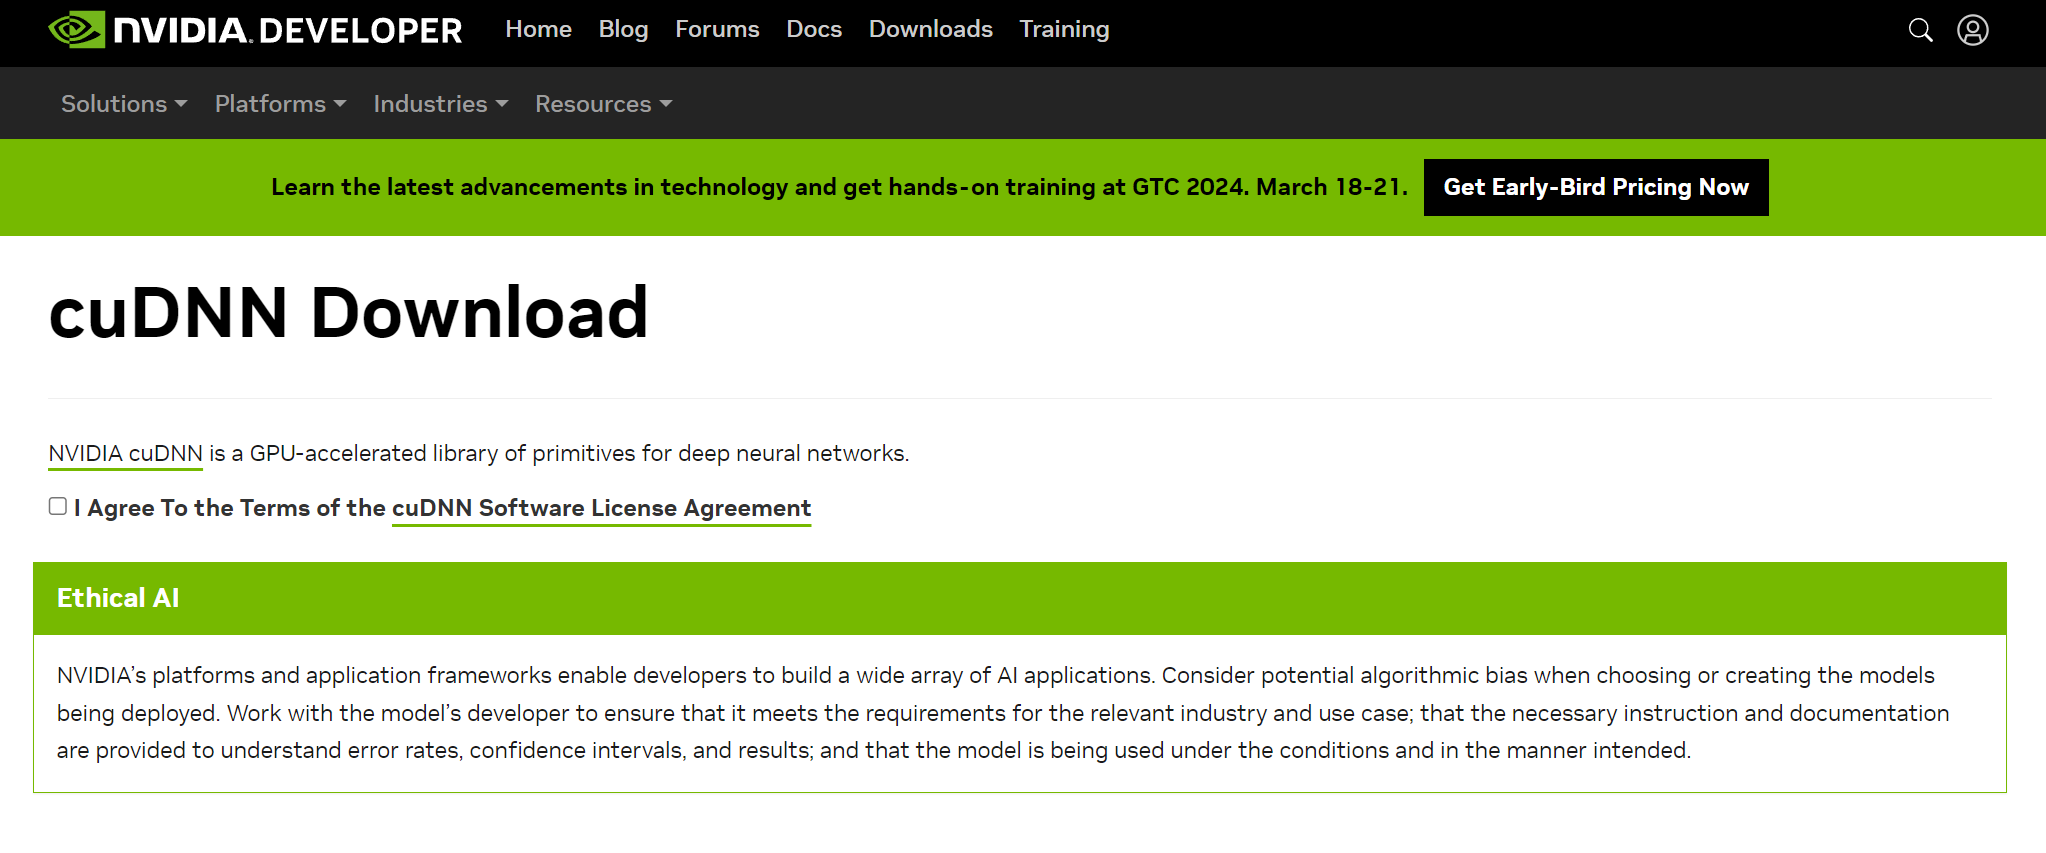 NVIDIA. DEVELOPER Home Blog Forums Docs Downloads Training
Solutions Platforms Industries Resources
Learn the latest advancements in technology and get hands-on training at GTC 2024. March 18-21. Get Early-Bird Pricing Now
cuDNN Download
NVIDIA cuDNN is a GPU-accelerated library of primitives for deep neural networks.
I Agree To the Terms of the cuDNN Software License Agreement
Ethical AI
NVIDIA’s platforms and application frameworks enable developers to build a wide array of AI applications. Consider potential algorithmic bias when choosing or creating the models
being deployed. Work with the model’s developer to ensure that it meets the requirements for the relevant industry and use case; that the necessary instruction and documentation
are provided to understand error rates, confidence intervals, and results; and that the model is being used under the conditions and in the manner intended.